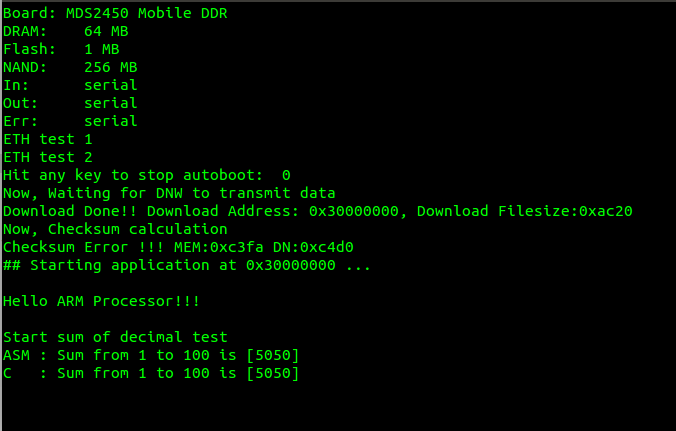 Board: MDS2450 Mobile DDR
DRAM:    64 MB
Flash:   1 MB
NAND:    256 MB
In:      serial
Out:     serial
Err:     serial
ETH test 1
ETH test 2
Hit any key to stop autoboot:  0
Now, Waiting for DNW to transmit data
Download Done!! Download Address: 0x30000000, Download Filesize:0xac20
Now, Checksum calculation
Checksum Error !!! MEM:0xc3fa DN:0xc4d0
## Starting application at 0x30000000 ...
Hello ARM Processor!!!
Start sum of decimal test
ASM : Sum from 1 to 100 is [5050]
C   : Sum from 1 to 100 is [5050]